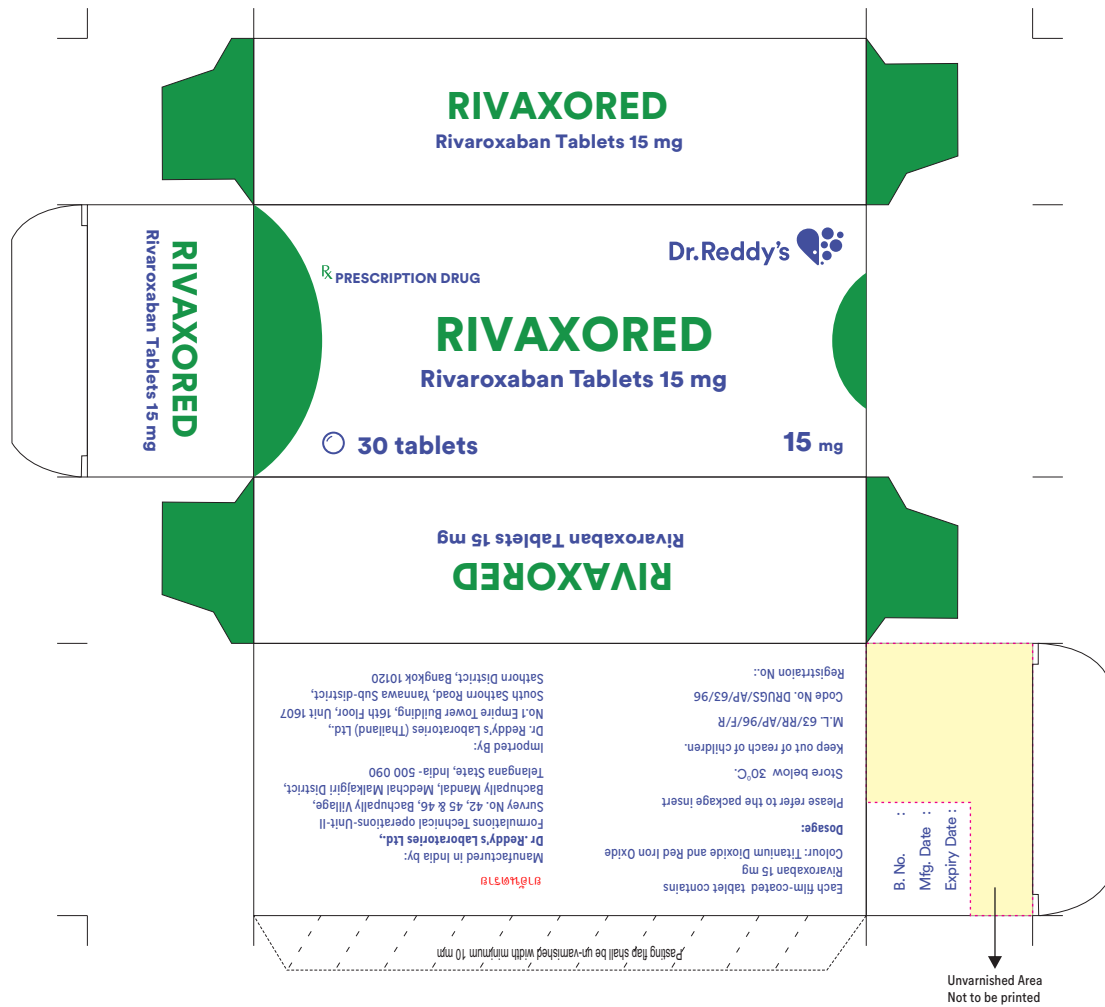 RIVAXORED
Rivaroxaban Tablets 15 mg
RIVAXORED
Rivaroxaban Tablets 15 mg
Dr.Reddy's
℞ PRESCRIPTION DRUG
RIVAXORED
Rivaroxaban Tablets 15 mg
30 tablets
15 mg
RIVAXORED
Rivaroxaban Tablets 15 mg
Each film-coated tablet contains
Rivaroxaban 15 mg
Colour: Titanium Dioxide and Red Iron Oxide
Dosage:
Please refer to the package insert
Store below 30°C.
Keep out of reach of children.
M.L. 63/RR/AP/96/F/R
Code No. DRUGS/AP/63/96
Registrtaion No.:
ยาอันตราย
Manufactured in India by:
Dr .Reddy's Laboratories Ltd.,
Formulations Technical operations-Unit-II
Survey No. 42, 45 & 46, Bachupally Village,
Bachupally Mandal, Medchal Malkajgiri District,
Telangana State, India- 500 090
Imported By:
Dr. Reddy's Laboratories (Thailand) Ltd.,
No.1 Empire Tower Building, 16th Floor, Unit 1607
South Sathorn Road, Yannawa Sub-district,
Sathorn District, Bangkok 10120
B. No. :
Mfg. Date :
Expiry Date :
Pasting flap shall be un-varnished width minimum 10 mm
Unvarnished Area
Not to be printed